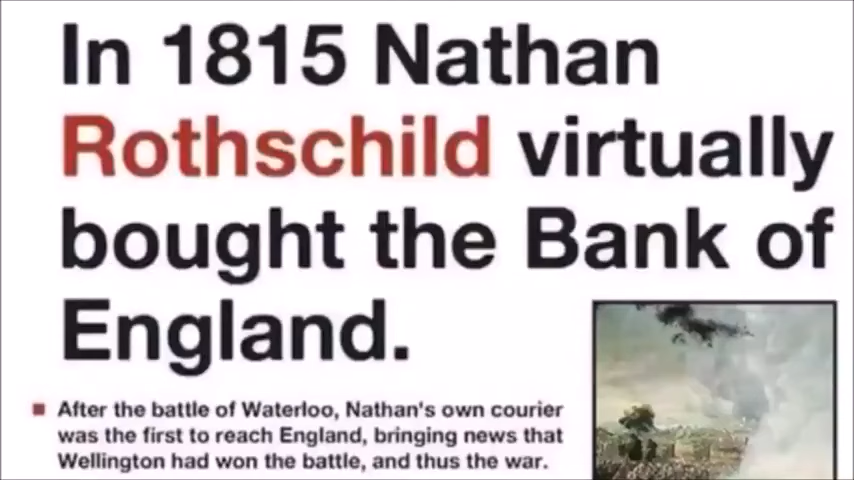 In 1815 Nathan
Rothschild virtually
bought the Bank of
England.
After the battle of Waterloo, Nathan's own courier
was the first to reach England, bringing news that
Wellington had won the battle, and thus the war.